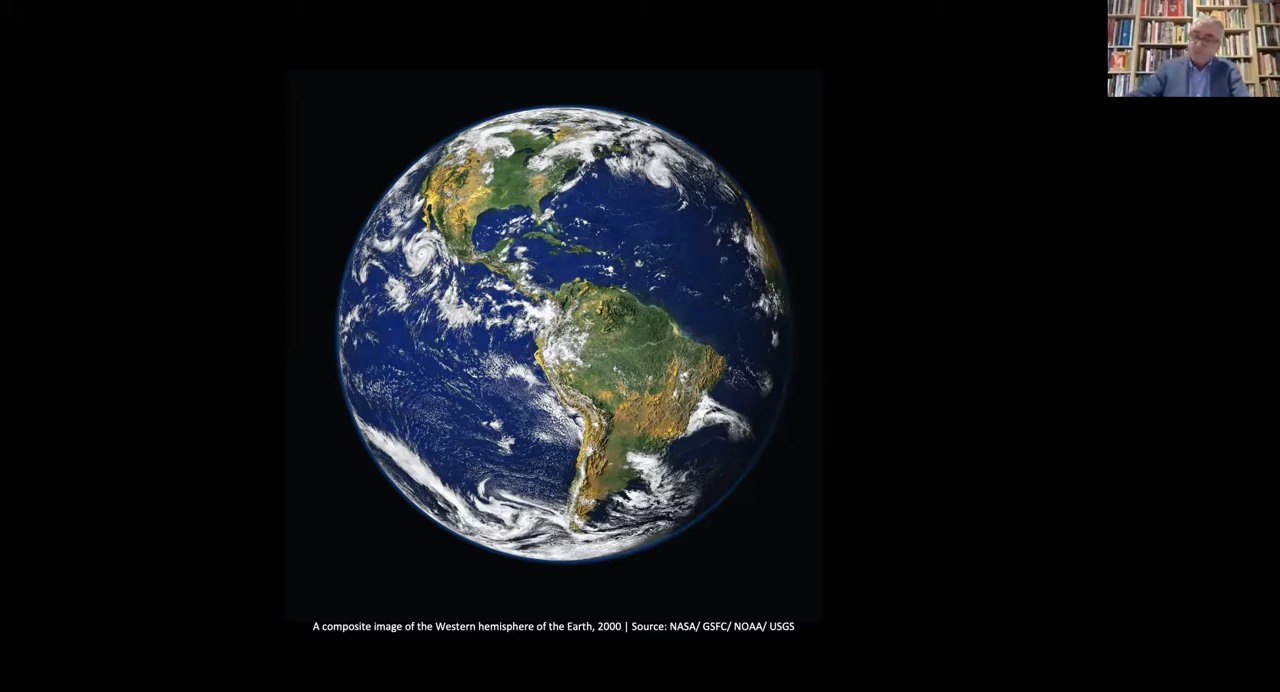 A composite image of the Western hemisphere of the Earth, 2000 | Source: NASA/ GSFC/ NOAA/ USGS